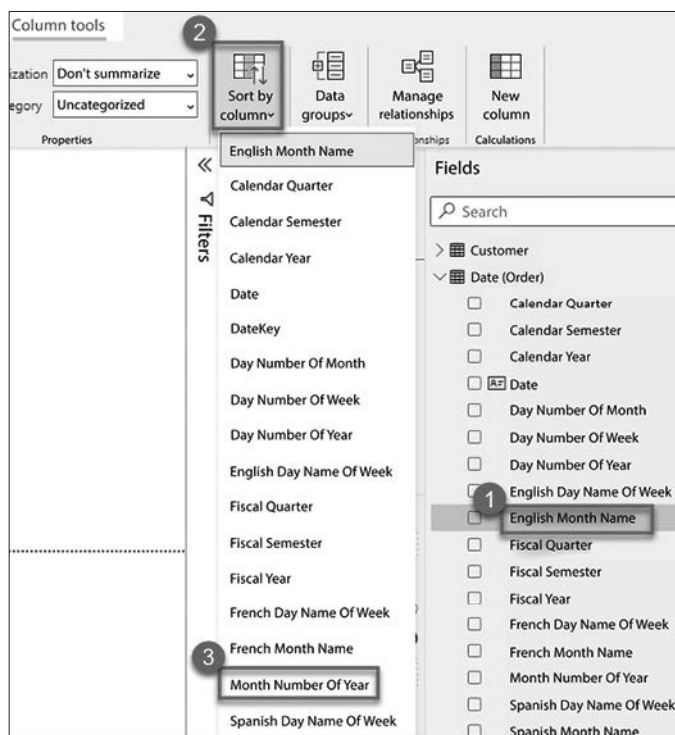 Column tools
2
ization Don't summarize
egory Uncategorized
Properties
Sort by
column
Data
groups
Manage
relationships
New
column
onships
Calculations
English Month Name
Calendar Quarter
Calendar Semester
Calendar Year
Date
DateKey
Day Number Of Month
Day Number Of Week
Day Number Of Year
English Day Name Of Week
Fiscal Quarter
Fiscal Semester
Fiscal Year
French Day Name Of Week
French Month Name
3
Month Number Of Year
Spanish Day Name Of Week
Filters
Fields
Search
Customer
Date (Order)
Calendar Quarter
Calendar Semester
Calendar Year
Date
Day Number Of Month
Day Number Of Week
Day Number Of Year
English Day Name Of Week
1
English Month Name
Fiscal Quarter
Fiscal Semester
Fiscal Year
French Day Name Of Week
French Month Name
Month Number Of Year
Spanish Day Name Of Week
Spanish Month Name